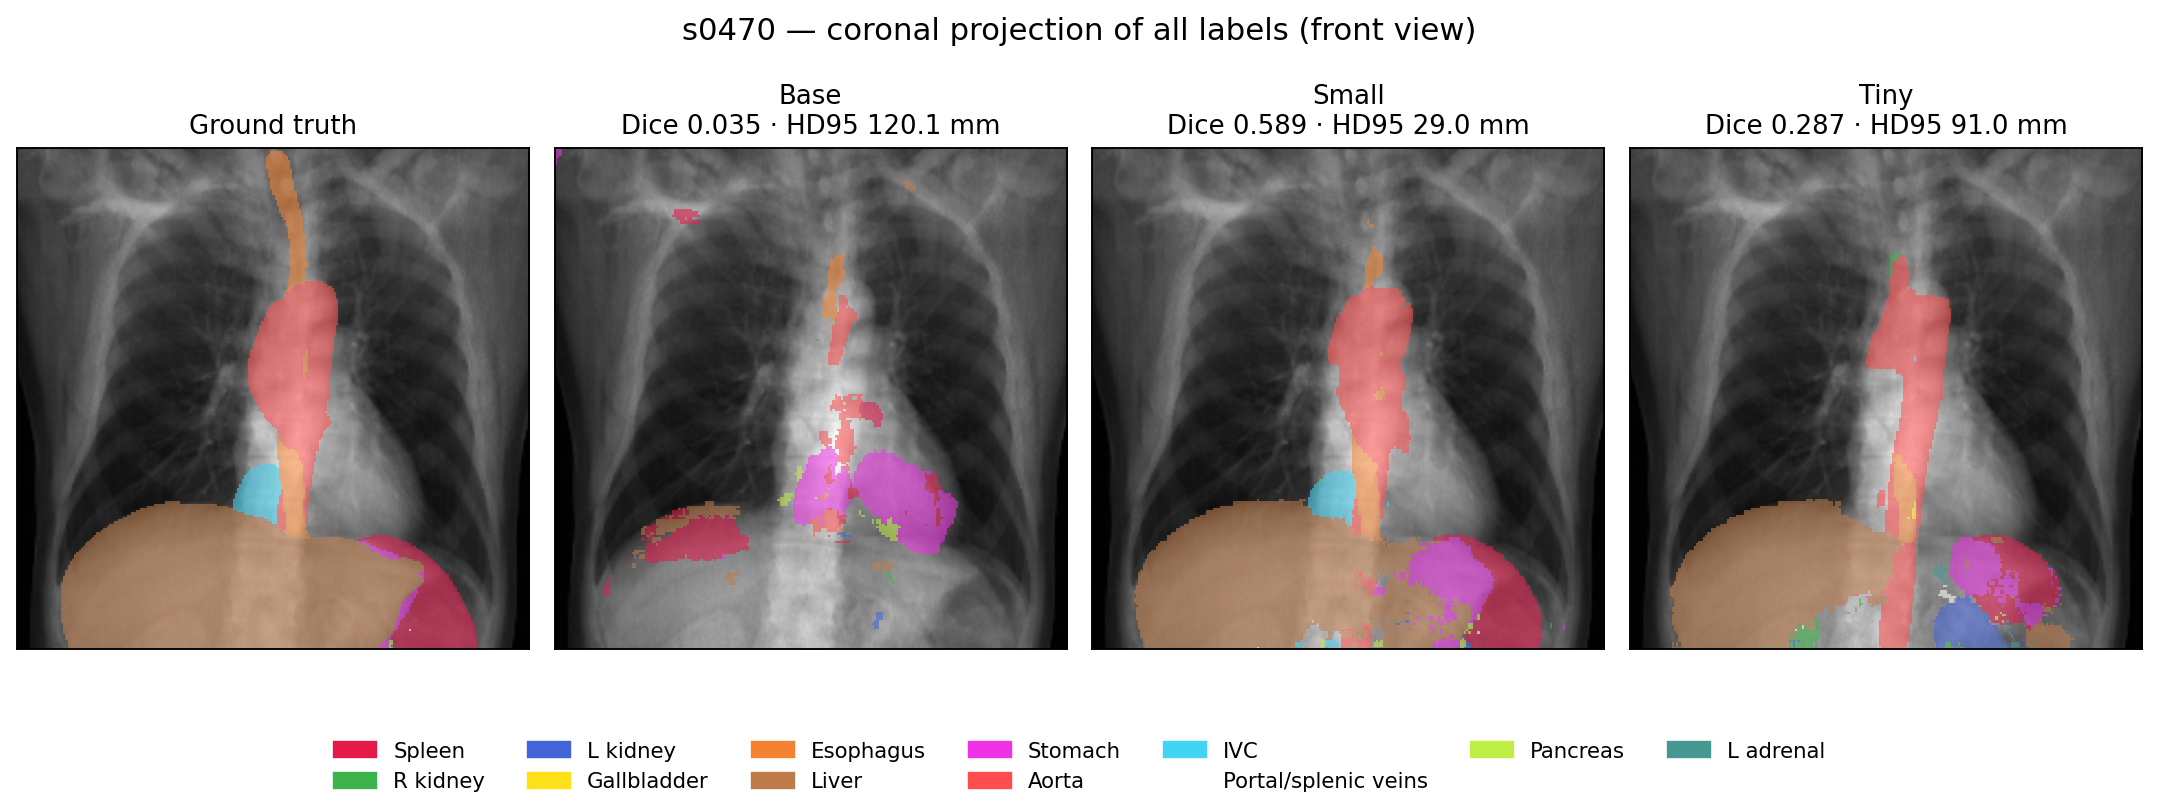 s0470 — coronal projection of all labels (front view)
Ground truth
Base
Dice 0.035 · HD95 120.1 mm
Small
Dice 0.589 · HD95 29.0 mm
Tiny
Dice 0.287 · HD95 91.0 mm
Spleen
L kidney
Esophagus
Stomach
IVC
Pancreas
L adrenal
R kidney
Gallbladder
Liver
Aorta
Portal/splenic veins